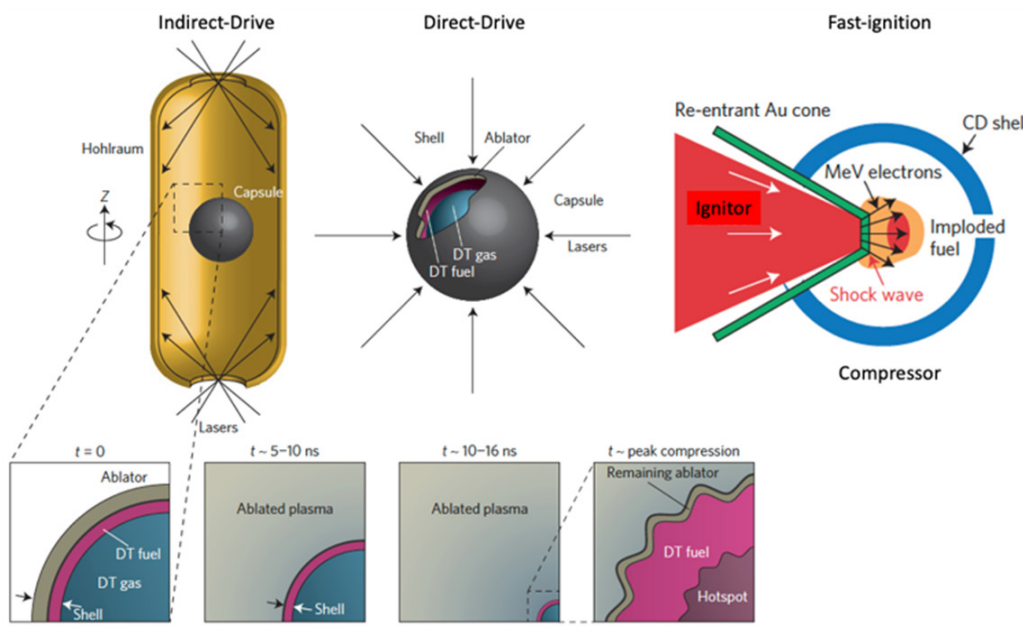 Indirect-Drive
Direct-Drive
Fast-ignition
Hohlraum
Z
Capsule
Lasers
Shell
Ablator
Capsule
Lasers
DT gas
DT fuel
Re-entrant Au cone
CD shell
MeV electrons
Ignitor
Imploded
fuel
Shock wave
Compressor
t = 0
Ablator
DT fuel
DT gas
Shell
t ~ 5–10 ns
Ablated plasma
Shell
t ~ 10–16 ns
Ablated plasma
t ~ peak compression
Remaining ablator
DT fuel
Hotspot